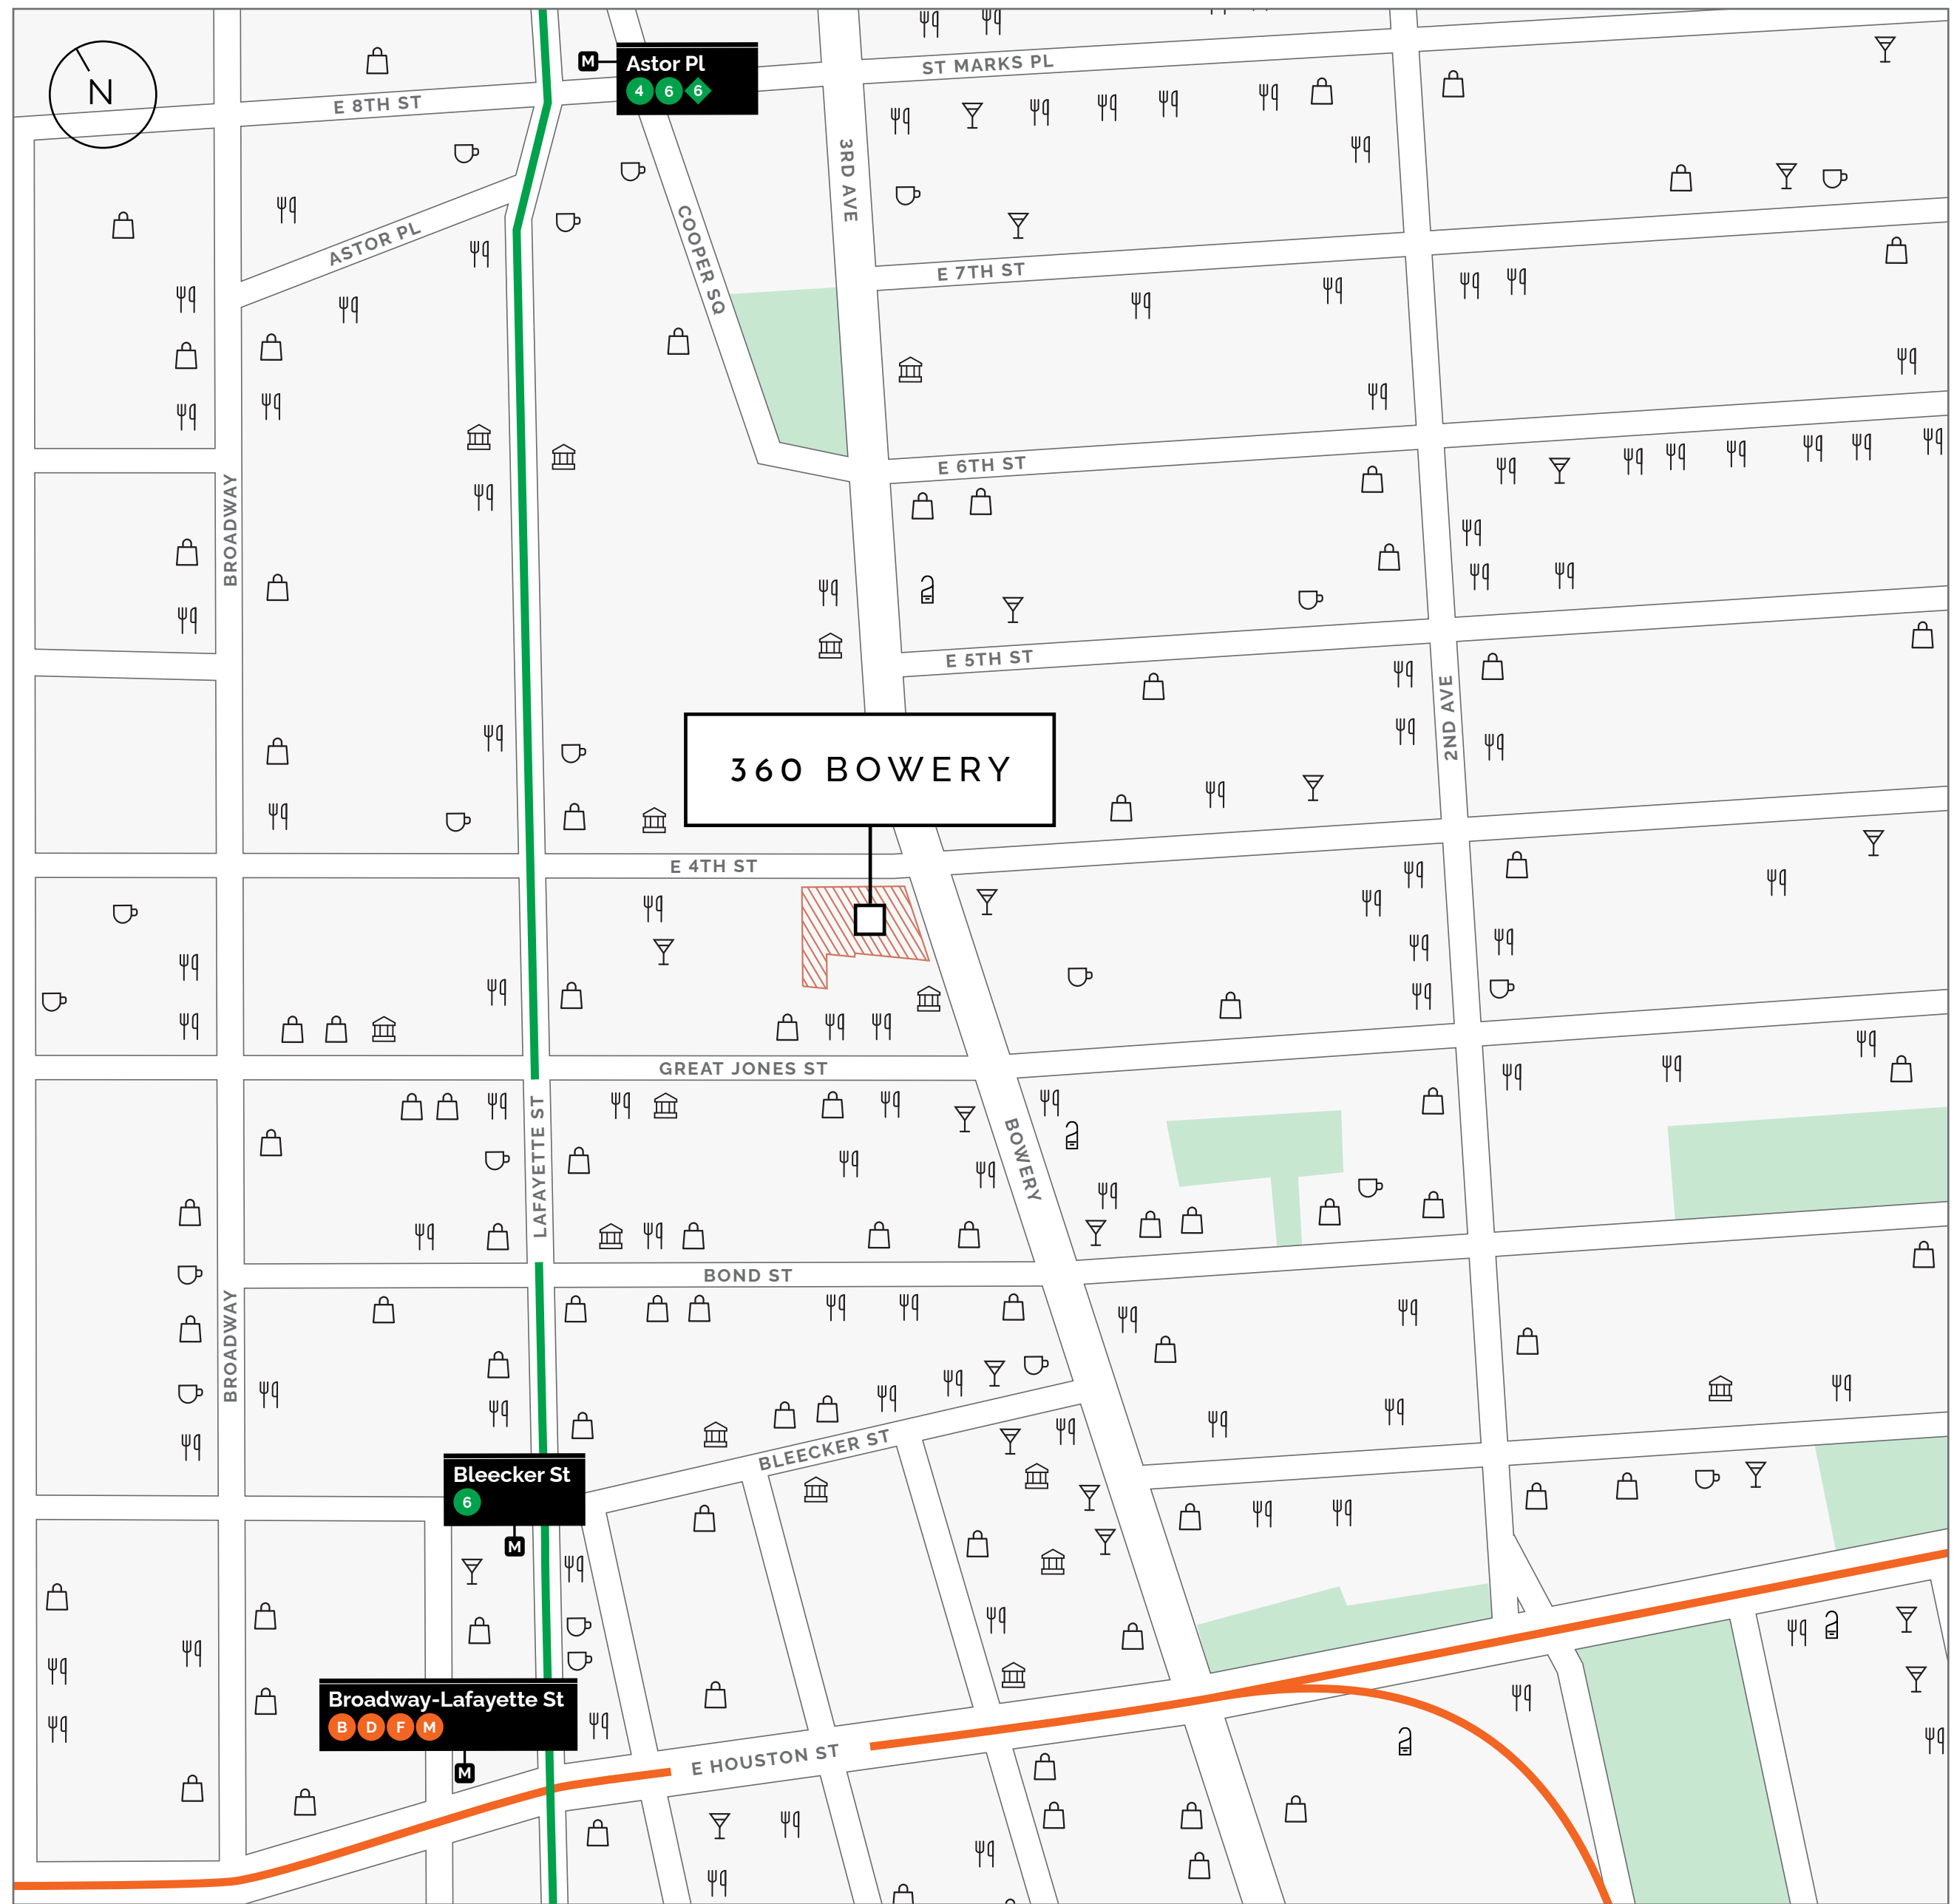 N
M
Astor Pl
4 6 6
ST MARKS PL
E 8TH ST
3RD AVE
ASTOR PL
COOPER SQ
E 7TH ST
E 6TH ST
BROADWAY
E 5TH ST
2ND AVE
360 BOWERY
E 4TH ST
GREAT JONES ST
LAFAYETTE ST
BOWERY
BOND ST
BROADWAY
BLEECKER ST
Bleecker St
6
M
Broadway-Lafayette St
B D F M
M
E HOUSTON ST